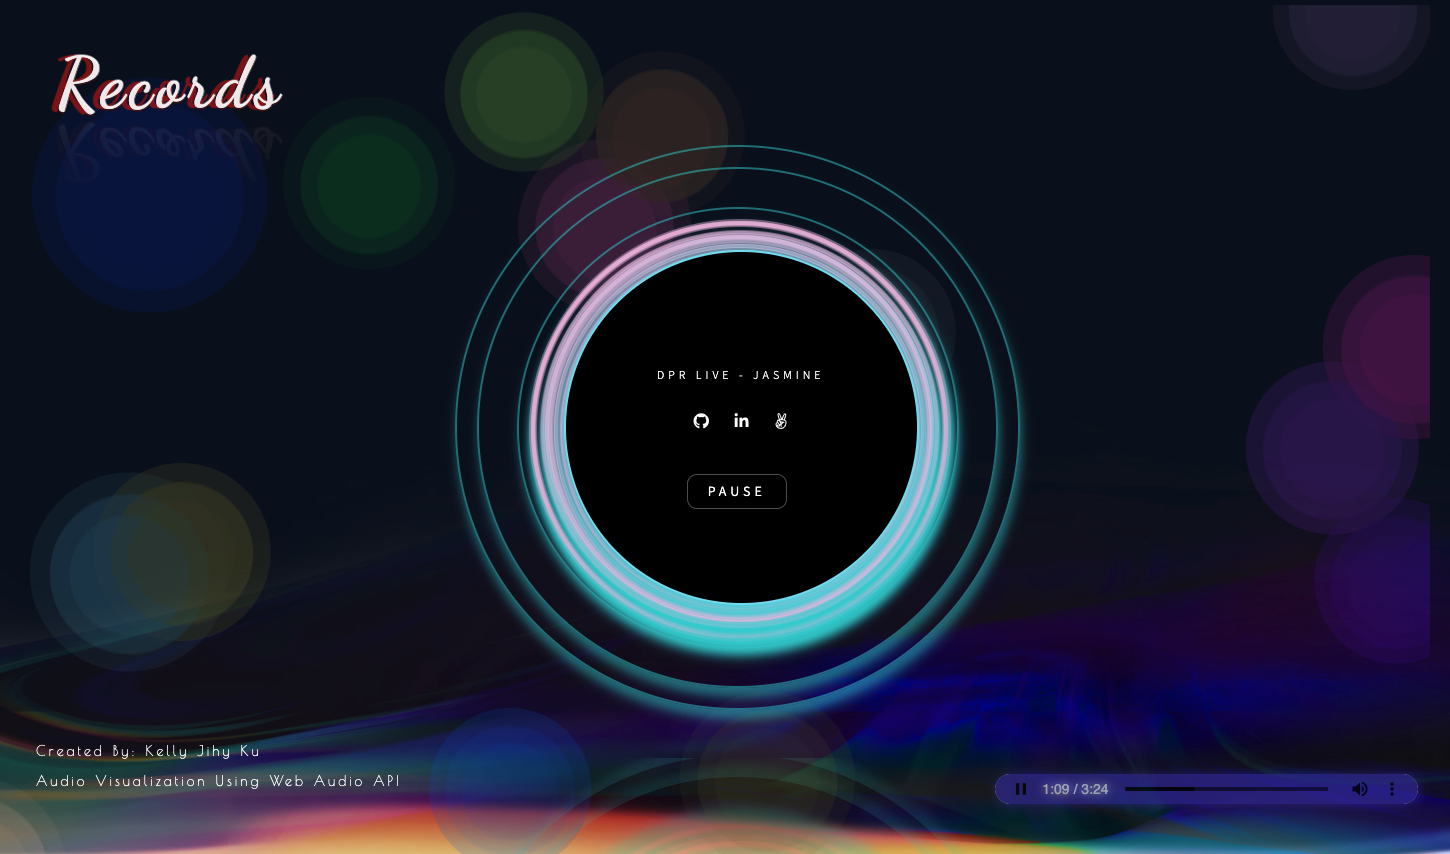 Records
DPR LIVE - JASMINE
in
PAUSE
Created By: Kelly Jihy Ku
Audio Visualization Using Web Audio API
1:09 / 3:24